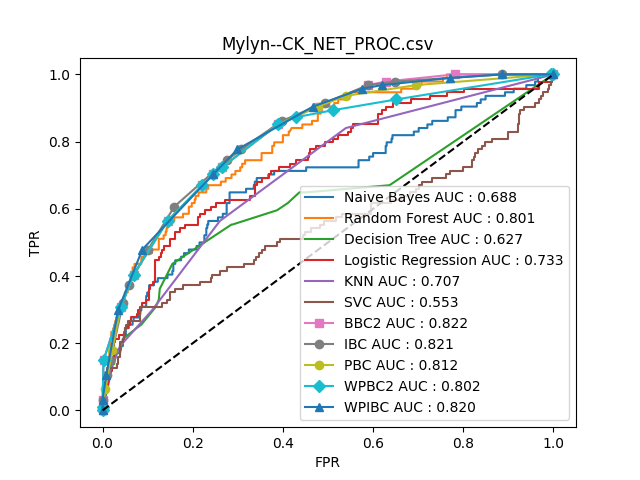 Mylyn--CK_NET_PROC.csv
TPR
1.0
0.8
0.6
0.4
0.2
0.0
Naive Bayes AUC : 0.688
Random Forest AUC : 0.801
Decision Tree AUC : 0.627
Logistic Regression AUC : 0.733
KNN AUC : 0.707
SVC AUC : 0.553
BBC2 AUC : 0.822
IBC AUC : 0.821
PBC AUC : 0.812
WPBC2 AUC : 0.802
WPIBC AUC : 0.820
0.0 0.2 0.4 0.6 0.8 1.0
FPR